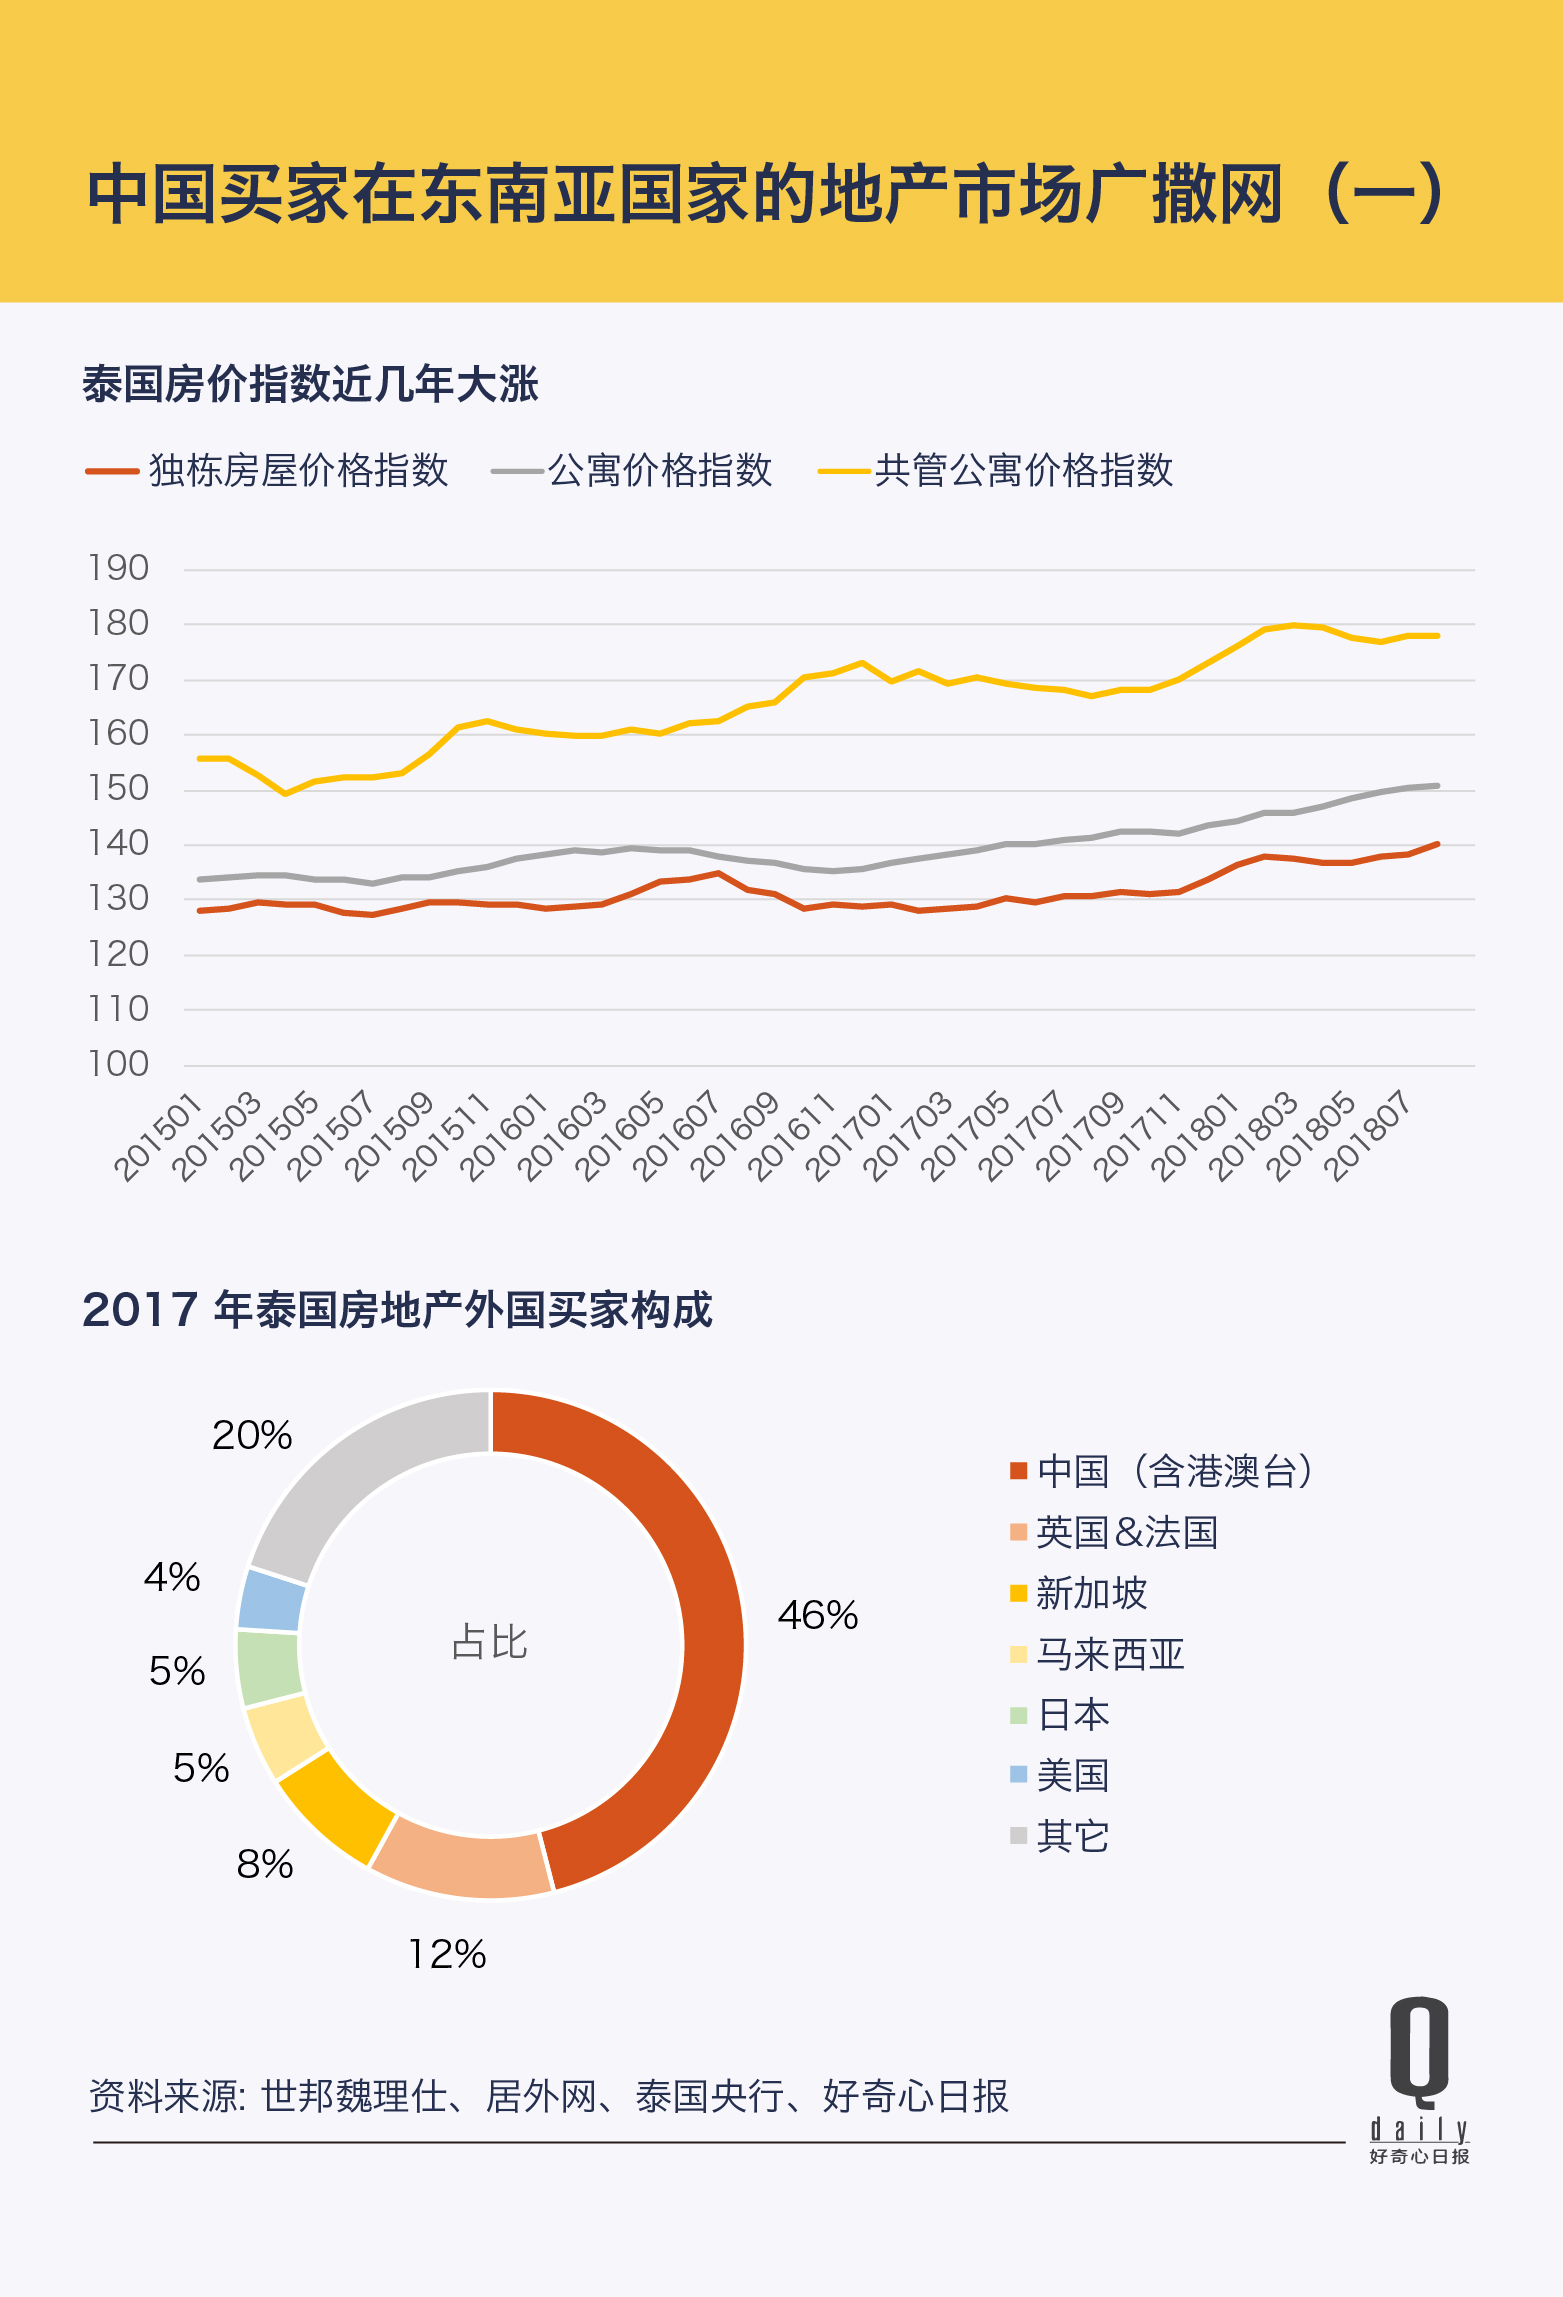 中国买家在东南亚国家的地产市场广撒网（一）
泰国房价指数近几年大涨
独栋房屋价格指数 公寓价格指数 共管公寓价格指数
190
180
170
160
150
140
130
120
110
100
201501 201503 201505 201507 201509 201511 201601 201603 201605 201607 201609 201611 201701 201703 201705 201707 201709 201711 201801 201803 201805 201807
2017 年泰国房地产外国买家构成
20%
4%
5%
5%
8%
12%
46%
占比
中国（含港澳台）
英国&法国
新加坡
马来西亚
日本
美国
其它
资料来源: 世邦魏理仕、居外网、泰国央行、好奇心日报
Q
daily
好奇心日报